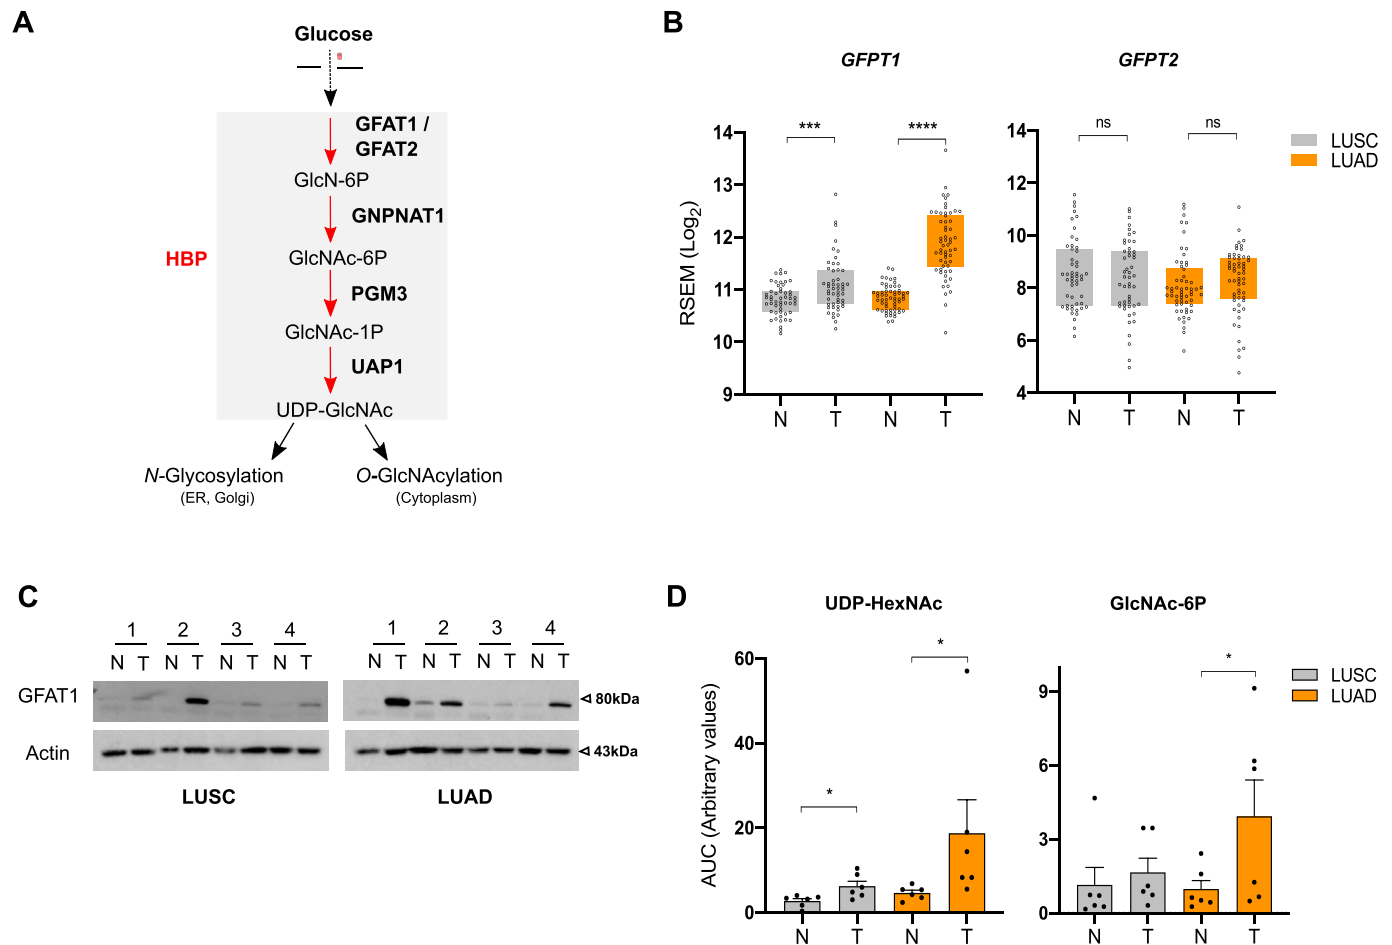 A
Glucose
GFAT1 /
GFAT2
GlcN-6P
GNPNAT1
HBP
GlcNAc-6P
PGM3
GlcNAc-1P
UAP1
UDP-GlcNAc
N-Glycosylation
(ER, Golgi)
O-GlcNAcylation
(Cytoplasm)
B
GFPT1
GFPT2
RSEM (Log2)
14
13
12
11
10
9
***
****
N
T
N
T
14
12
10
8
6
4
ns
ns
N
T
N
T
LUSC
LUAD
C
1
2
3
4
N T
N T
N T
N T
1
2
3
4
N T
N T
N T
N T
GFAT1
80kDa
Actin
43kDa
LUSC
LUAD
D
UDP-HexNAc
GlcNAc-6P
AUC (Arbitrary values)
60
40
20
0
*
*
N
T
N
T
9
6
3
0
*
N
T
N
T
LUSC
LUAD